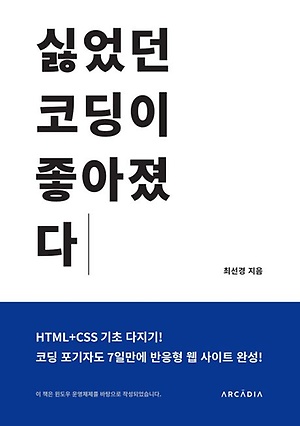 싫었던
코딩이
좋아졌
다
최선경 지음
HTML+CSS 기초 다지기!
코딩 포기자도 7일만에 반응형 웹 사이트 완성!
이 책은 윈도우 운영체제를 바탕으로 작성되었습니다.
ARCADIA